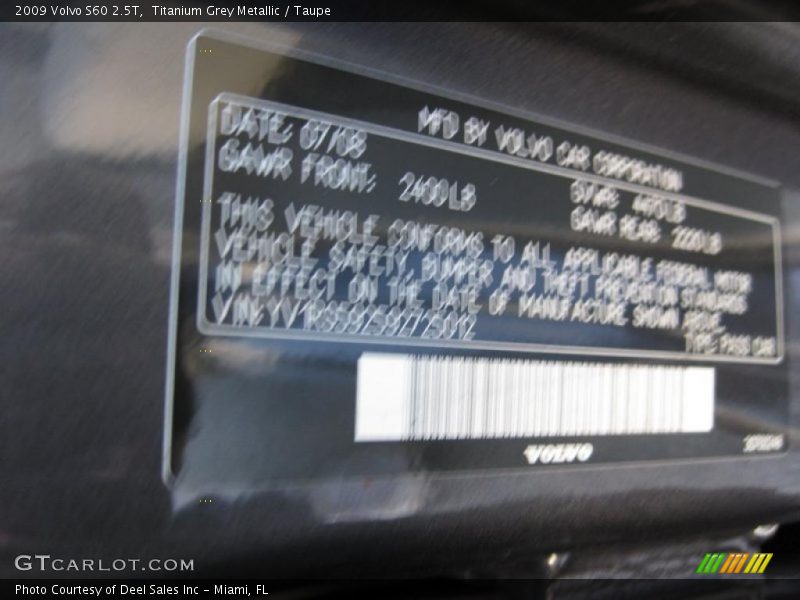 2009 Volvo S60 2.5T, Titanium Grey Metallic / Taupe
MFD BY VOLVO CAR CORPORATION
DATE: 07/08
GAWR FRONT: 2400LB
GAWR REAR: 2220LB
THIS VEHICLE CONFORMS TO ALL APPLICABLE FEDERAL MOTOR
VEHICLE SAFETY, BUMPER AND THEFT PREVENTION STANDARDS
IN EFFECT ON THE DATE OF MANUFACTURE SHOWN ABOVE.
VIN:
TYPE: PASS CAR
VOLVO
GTCARLOT.COM
Photo Courtesy of Deel Sales Inc – Miami, FL